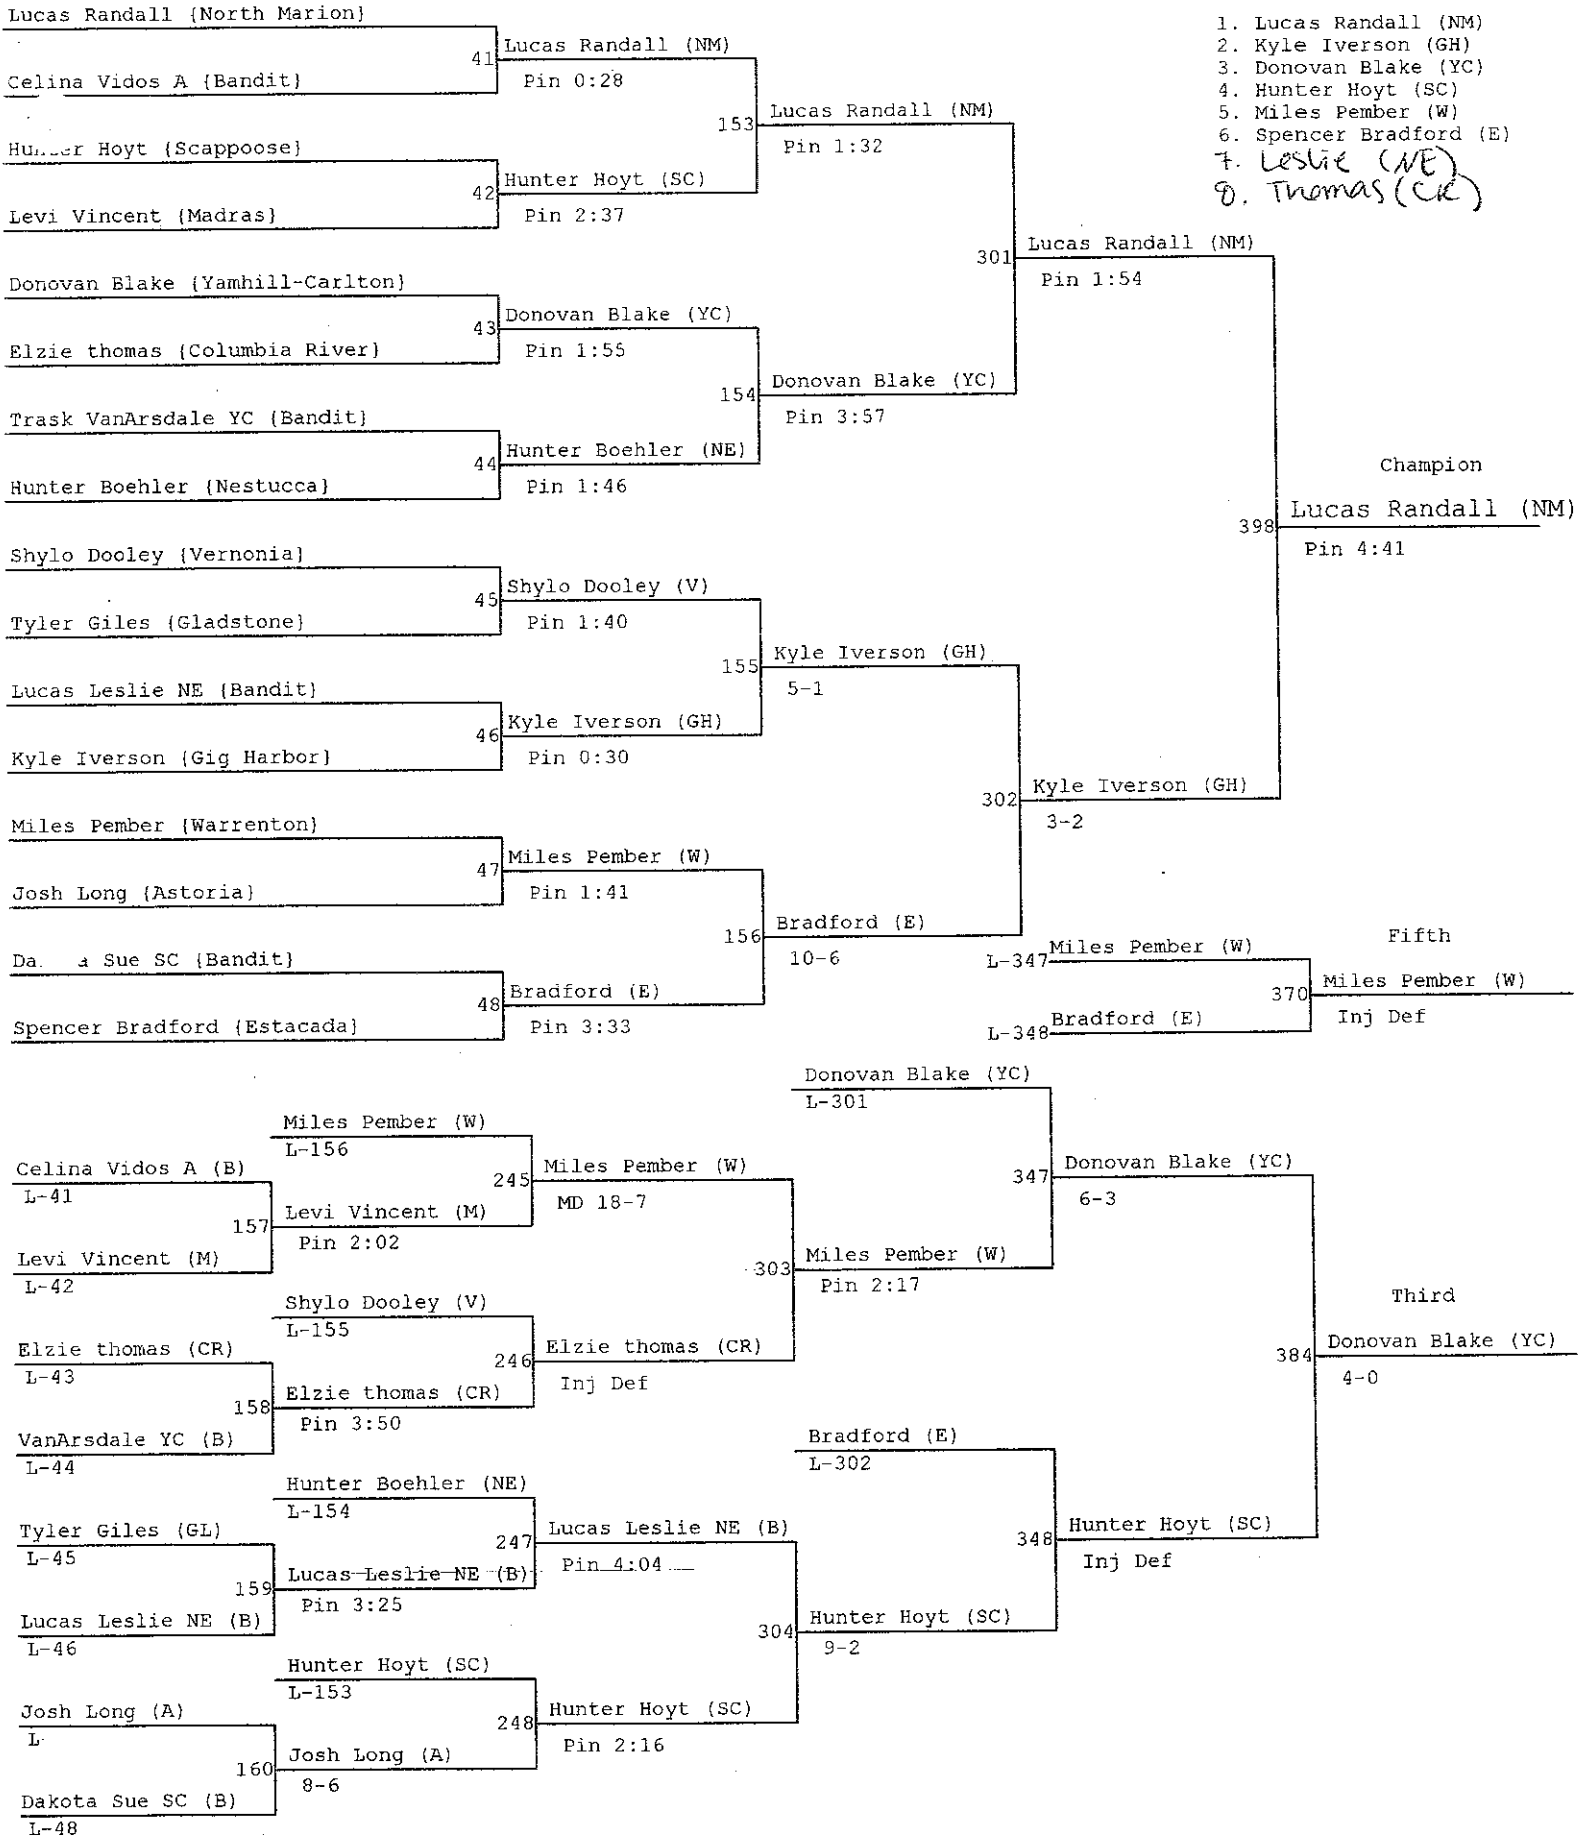 Lucas Randall {North Marion}
41
Lucas Randall (NM)
Pin 0:28
Celina Vidos A {Bandit}
153
Lucas Randall (NM)
Pin 1:32
Hoyt {Scappoose}
42
Hunter Hoyt (SC)
Pin 2:37
Levi Vincent {Madras}
301
Lucas Randall (NM)
Pin 1:54
Donovan Blake {Yamhill-Carlton}
43
Donovan Blake (YC)
Pin 1:55
Elzie thomas {Columbia River}
154
Donovan Blake (YC)
Pin 3:57
Trask VanArsdale YC {Bandit}
44
Hunter Boehler (NE)
Pin 1:46
Hunter Boehler {Nestucca}
1. Lucas Randall (NM)
2. Kyle Iverson (GH)
3. Donovan Blake (YC)
4. Hunter Hoyt (SC)
5. Miles Pember (W)
6. Spencer Bradford (E)
7. Leslie (NE)
8. Thomas (CR)
Champion
398
Lucas Randall (NM)
Pin 4:41
Shylo Dooley {Vernonia}
45
Shylo Dooley (V)
Pin 1:40
Tyler Giles {Gladstone}
155
Kyle Iverson (GH)
5-1
Lucas Leslie NE {Bandit}
46
Kyle Iverson (GH)
Pin 0:30
Kyle Iverson {Gig Harbor}
302
Kyle Iverson (GH)
3-2
Miles Pember {Warrenton}
47
Miles Pember (W)
Pin 1:41
Josh Long {Astoria}
156
Bradford (E)
10-6
Sue SC {Bandit}
48
Bradford (E)
Pin 3:33
Spencer Bradford {Estacada}
Fifth
L-347
Miles Pember (W)
370
Miles Pember (W)
Inj Def
L-348
Bradford (E)
Donovan Blake (YC)
L-301
Miles Pember (W)
L-156
Celina Vidos A (B)
L-41
157
Levi Vincent (M)
Pin 2:02
Levi Vincent (M)
L-42
245
Miles Pember (W)
MD 18-7
347
Donovan Blake (YC)
6-3
303
Miles Pember (W)
Pin 2:17
Shylo Dooley (V)
L-155
Elzie thomas (CR)
L-43
246
Elzie thomas (CR)
Inj Def
158
Elzie thomas (CR)
Pin 3:50
VanArsdale YC (B)
L-44
Third
384
Donovan Blake (YC)
4-0
Bradford (E)
L-302
Hunter Boehler (NE)
L-154
Tyler Giles (GL)
L-45
247
Lucas Leslie NE (B)
Pin 4:04
159
Lucas Leslie NE (B)
Pin 3:25
Lucas Leslie NE (B)
L-46
348
Hunter Hoyt (SC)
Inj Def
304
Hunter Hoyt (SC)
9-2
Hunter Hoyt (SC)
L-153
Josh Long (A)
L-
248
Hunter Hoyt (SC)
Pin 2:16
160
Josh Long (A)
8-6
Dakota Sue SC (B)
L-48